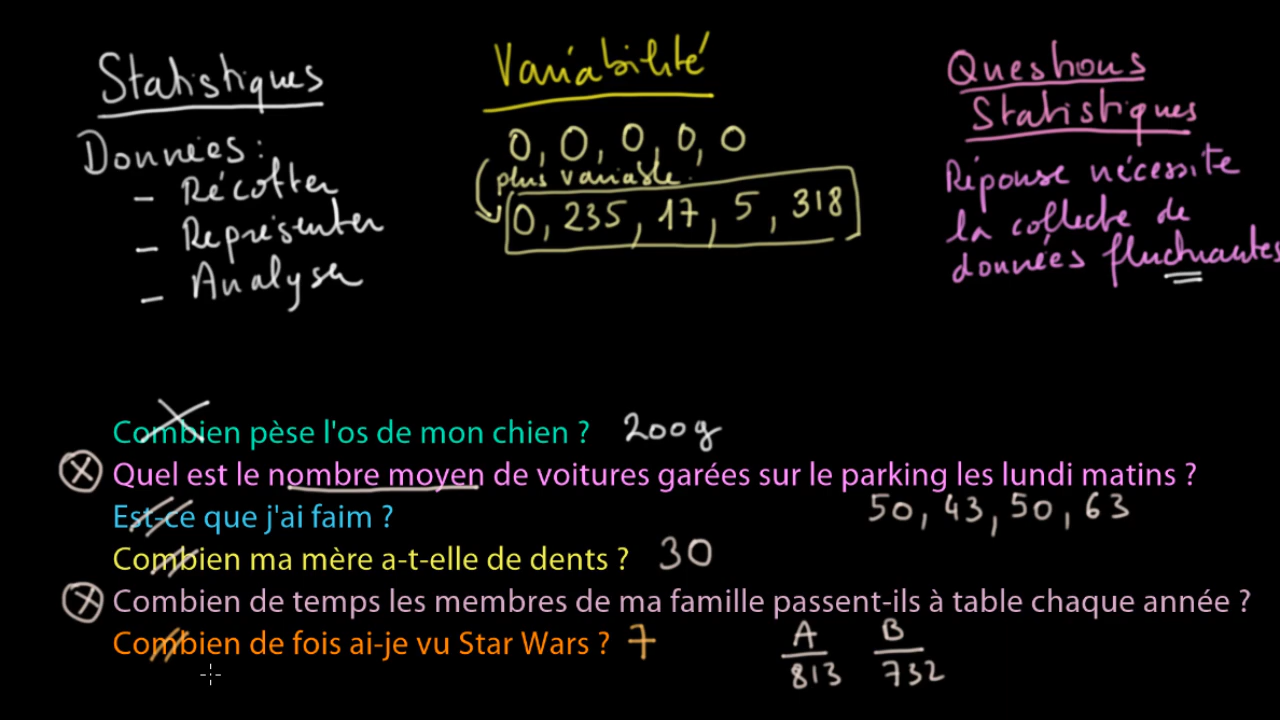 Statistiques
Données :
- Récolter
- Représenter
- Analyser
Variabilité
0, 0, 0, 0, 0
plus variable
0, 235, 17, 5, 318
Questions
Statistiques
Réponse nécessite
la collecte de
données fluctuantes
Combien pèse l'os de mon chien ? 200g
Quel est le nombre moyen de voitures garées sur le parking les lundi matins ?
50, 43, 50, 63
Est-ce que j'ai faim ?
Combien ma mère a-t-elle de dents ? 30
Combien de temps les membres de ma famille passent-ils à table chaque année ?
Combien de fois ai-je vu Star Wars ? 7
A B
813 732